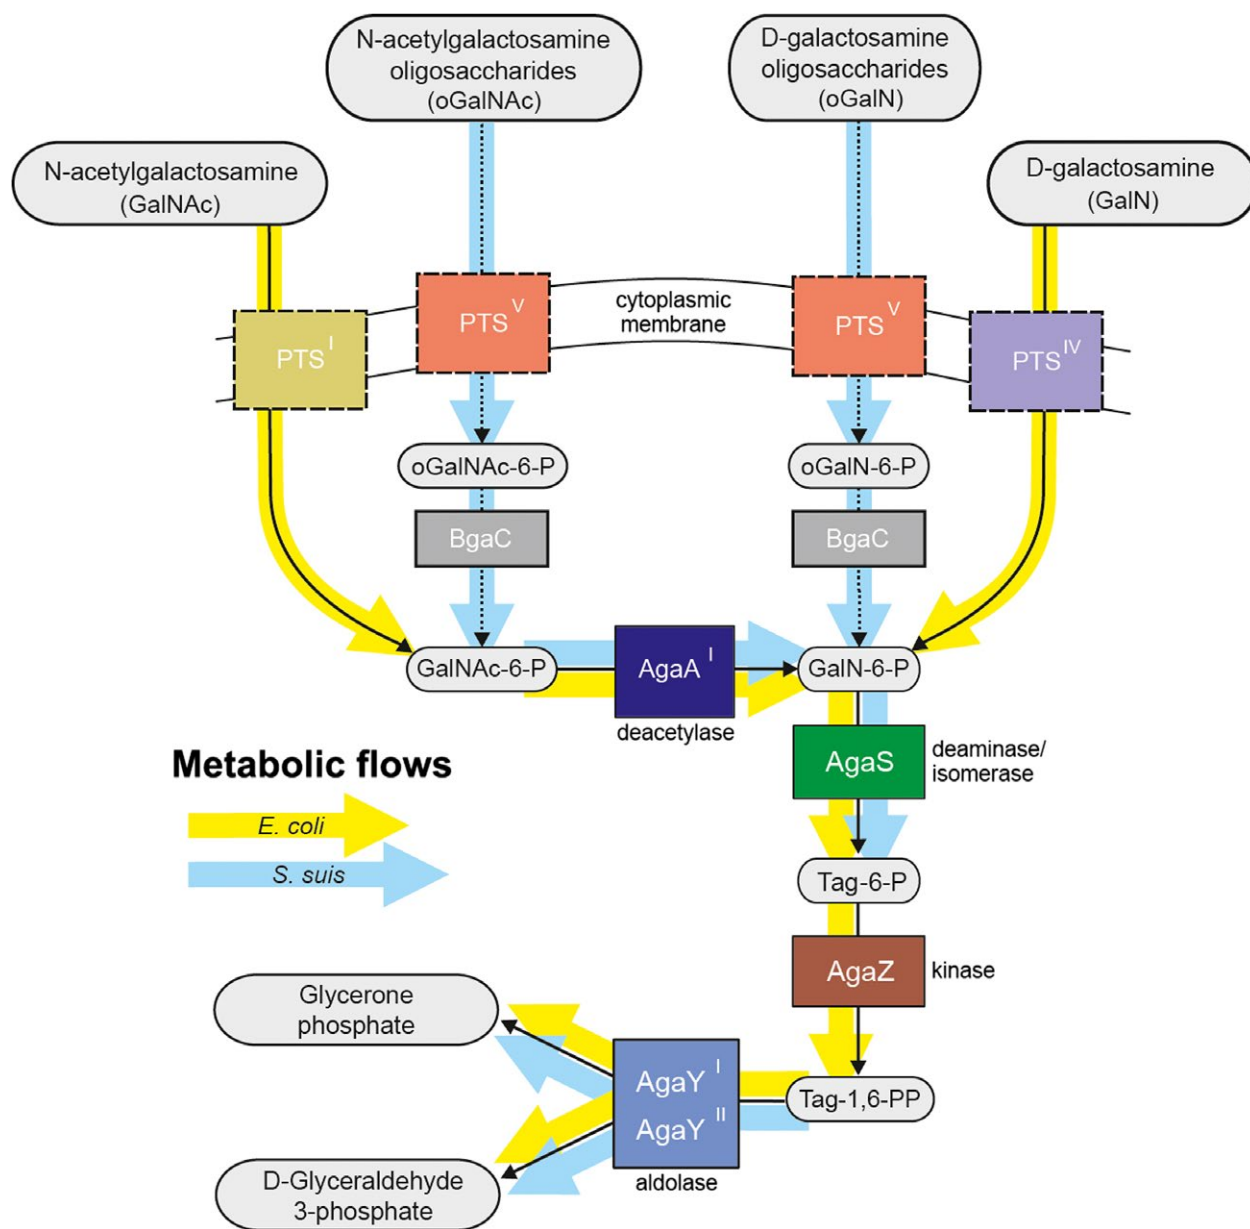 N-acetylgalactosamine
oligosaccharides
(oGalNAc)
D-galactosamine
oligosaccharides
(oGalN)
N-acetylgalactosamine
(GalNAc)
D-galactosamine
(GalN)
PTS I
PTS V
cytoplasmic
membrane
PTS V
PTS IV
oGalNAc-6-P
oGalN-6-P
BgaC
BgaC
GalNAc-6-P
AgaA I
deacetylase
GalN-6-P
AgaS
deaminase/
isomerase
Metabolic flows
E. coli
S. suis
Tag-6-P
AgaZ
kinase
Glycerone
phosphate
AgaY I
AgaY II
aldolase
Tag-1,6-PP
D-Glyceraldehyde
3-phosphate